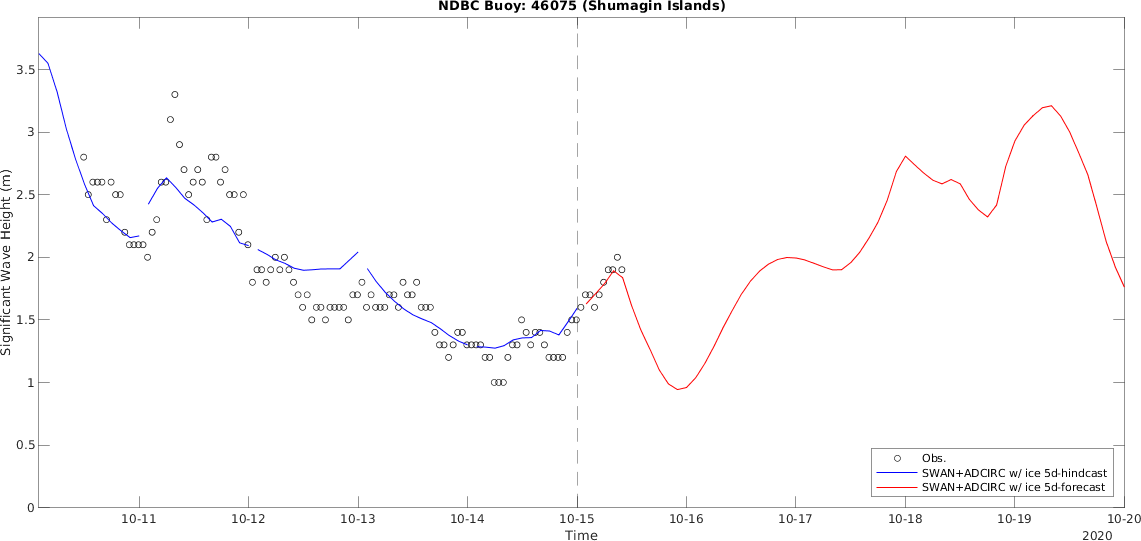 NDBC Buoy: 46075 (Shumagin Islands)
Significant Wave Height (m)
3.5
3
2.5
2
1.5
1
0.5
0
10-11 10-12 10-13 10-14 10-15 10-16 10-17 10-18 10-19 10-20
Time
2020
Obs.
SWAN+ADCIRC w/ ice 5d-hindcast
SWAN+ADCIRC w/ ice 5d-forecast